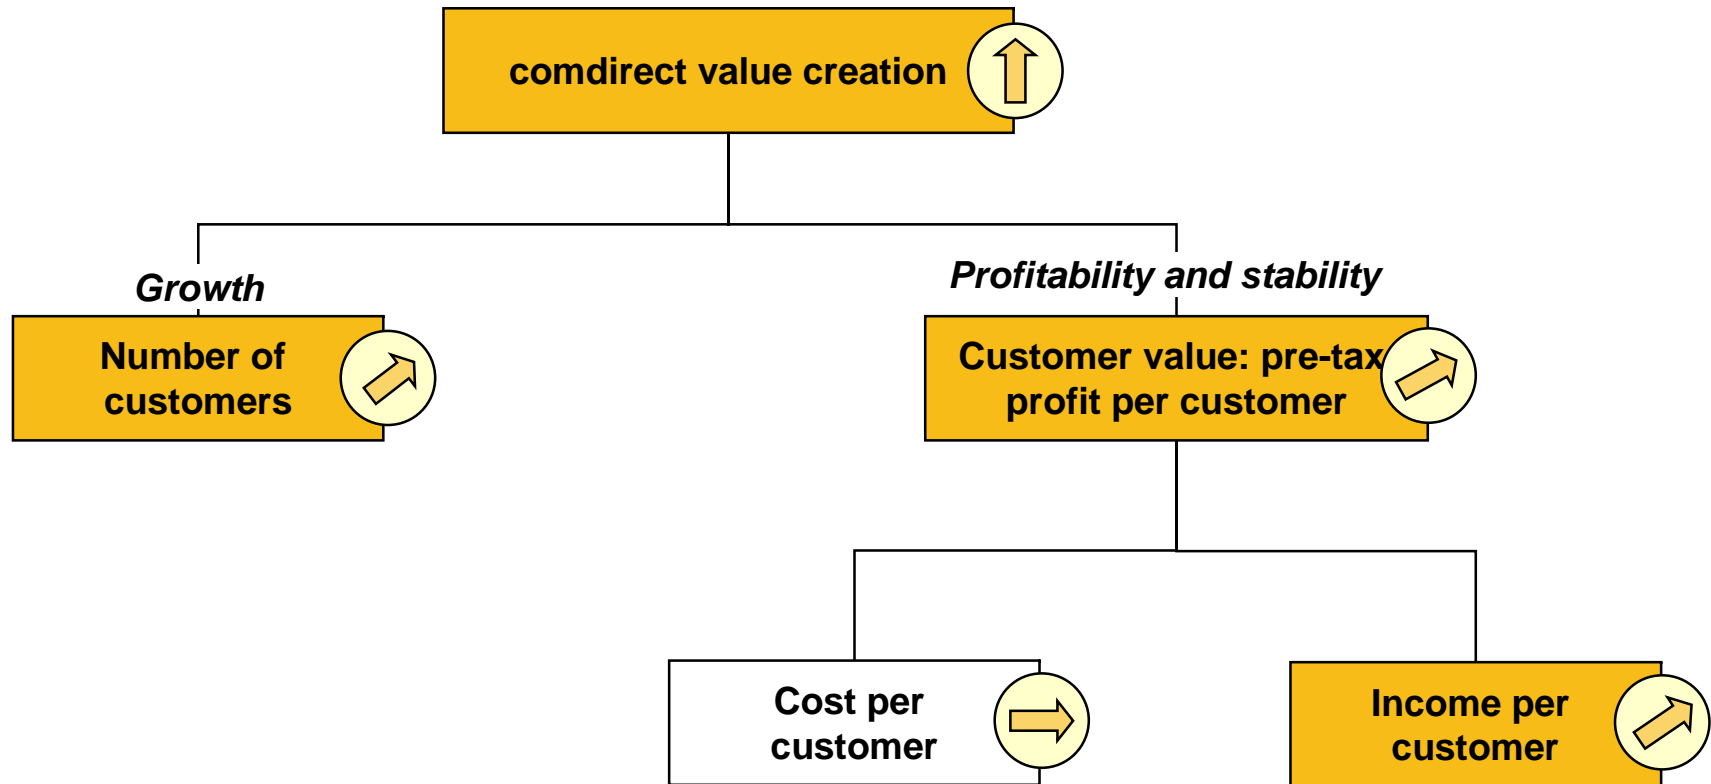 comdirect value creation
Growth
Profitability and stability
Number of
customers
Customer value: pre-tax
profit per customer
Cost per
customer
Income per
customer